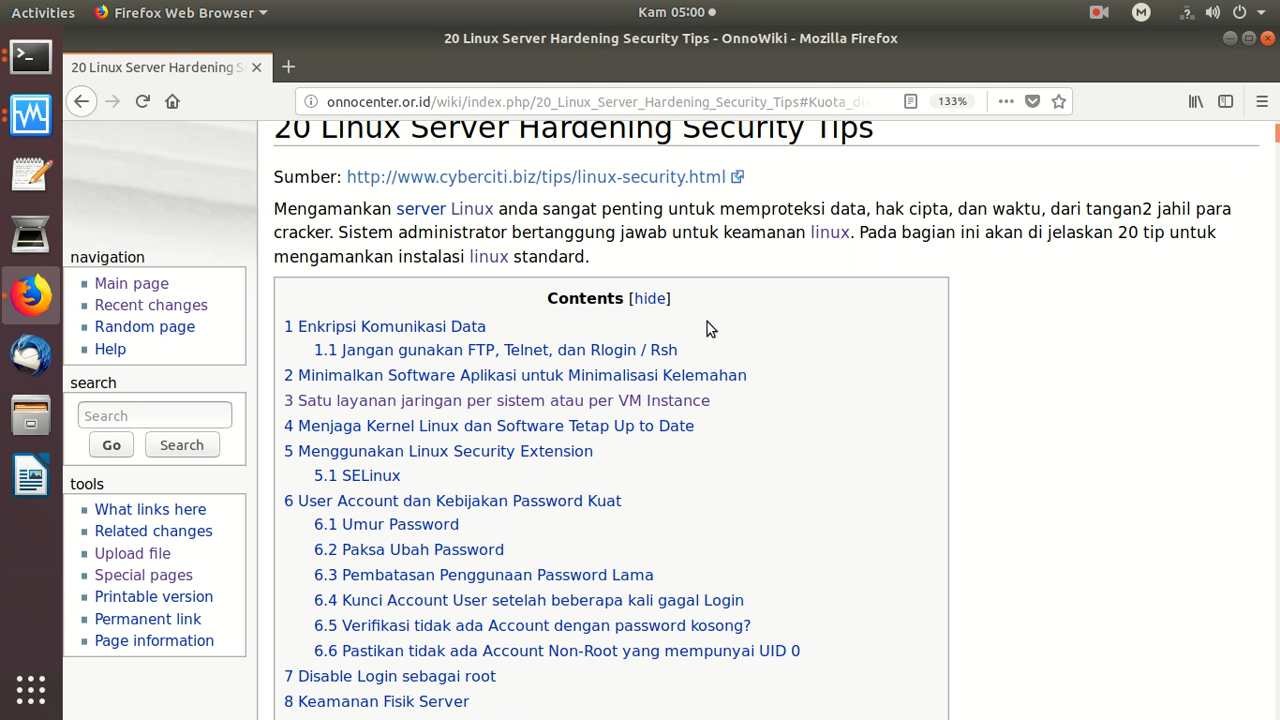 Activities
Firefox Web Browser
Kam 05:00
M
20 Linux Server Hardening Security Tips - OnnoWiki - Mozilla Firefox
20 Linux Server Hardening S
onnocenter.or.id/wiki/index.php/20_Linux_Server_Hardening_Security_Tips#Kuota_di
133%
20 Linux Server Hardening Security Tips
Sumber: http://www.cyberciti.biz/tips/linux-security.html
Mengamankan server Linux anda sangat penting untuk memproteksi data, hak cipta, dan waktu, dari tangan2 jahil para
cracker. Sistem administrator bertanggung jawab untuk keamanan linux. Pada bagian ini akan di jelaskan 20 tip untuk
mengamankan instalasi linux standard.
navigation
Main page
Recent changes
Random page
Help
search
Search
Go
Search
tools
What links here
Related changes
Upload file
Special pages
Printable version
Permanent link
Page information
Contents [hide]
1 Enkripsi Komunikasi Data
1.1 Jangan gunakan FTP, Telnet, dan Rlogin / Rsh
2 Minimalkan Software Aplikasi untuk Minimalisasi Kelemahan
3 Satu layanan jaringan per sistem atau per VM Instance
4 Menjaga Kernel Linux dan Software Tetap Up to Date
5 Menggunakan Linux Security Extension
5.1 SELinux
6 User Account dan Kebijakan Password Kuat
6.1 Umur Password
6.2 Paksa Ubah Password
6.3 Pembatasan Penggunaan Password Lama
6.4 Kunci Account User setelah beberapa kali gagal Login
6.5 Verifikasi tidak ada Account dengan password kosong?
6.6 Pastikan tidak ada Account Non-Root yang mempunyai UID 0
7 Disable Login sebagai root
8 Keamanan Fisik Server